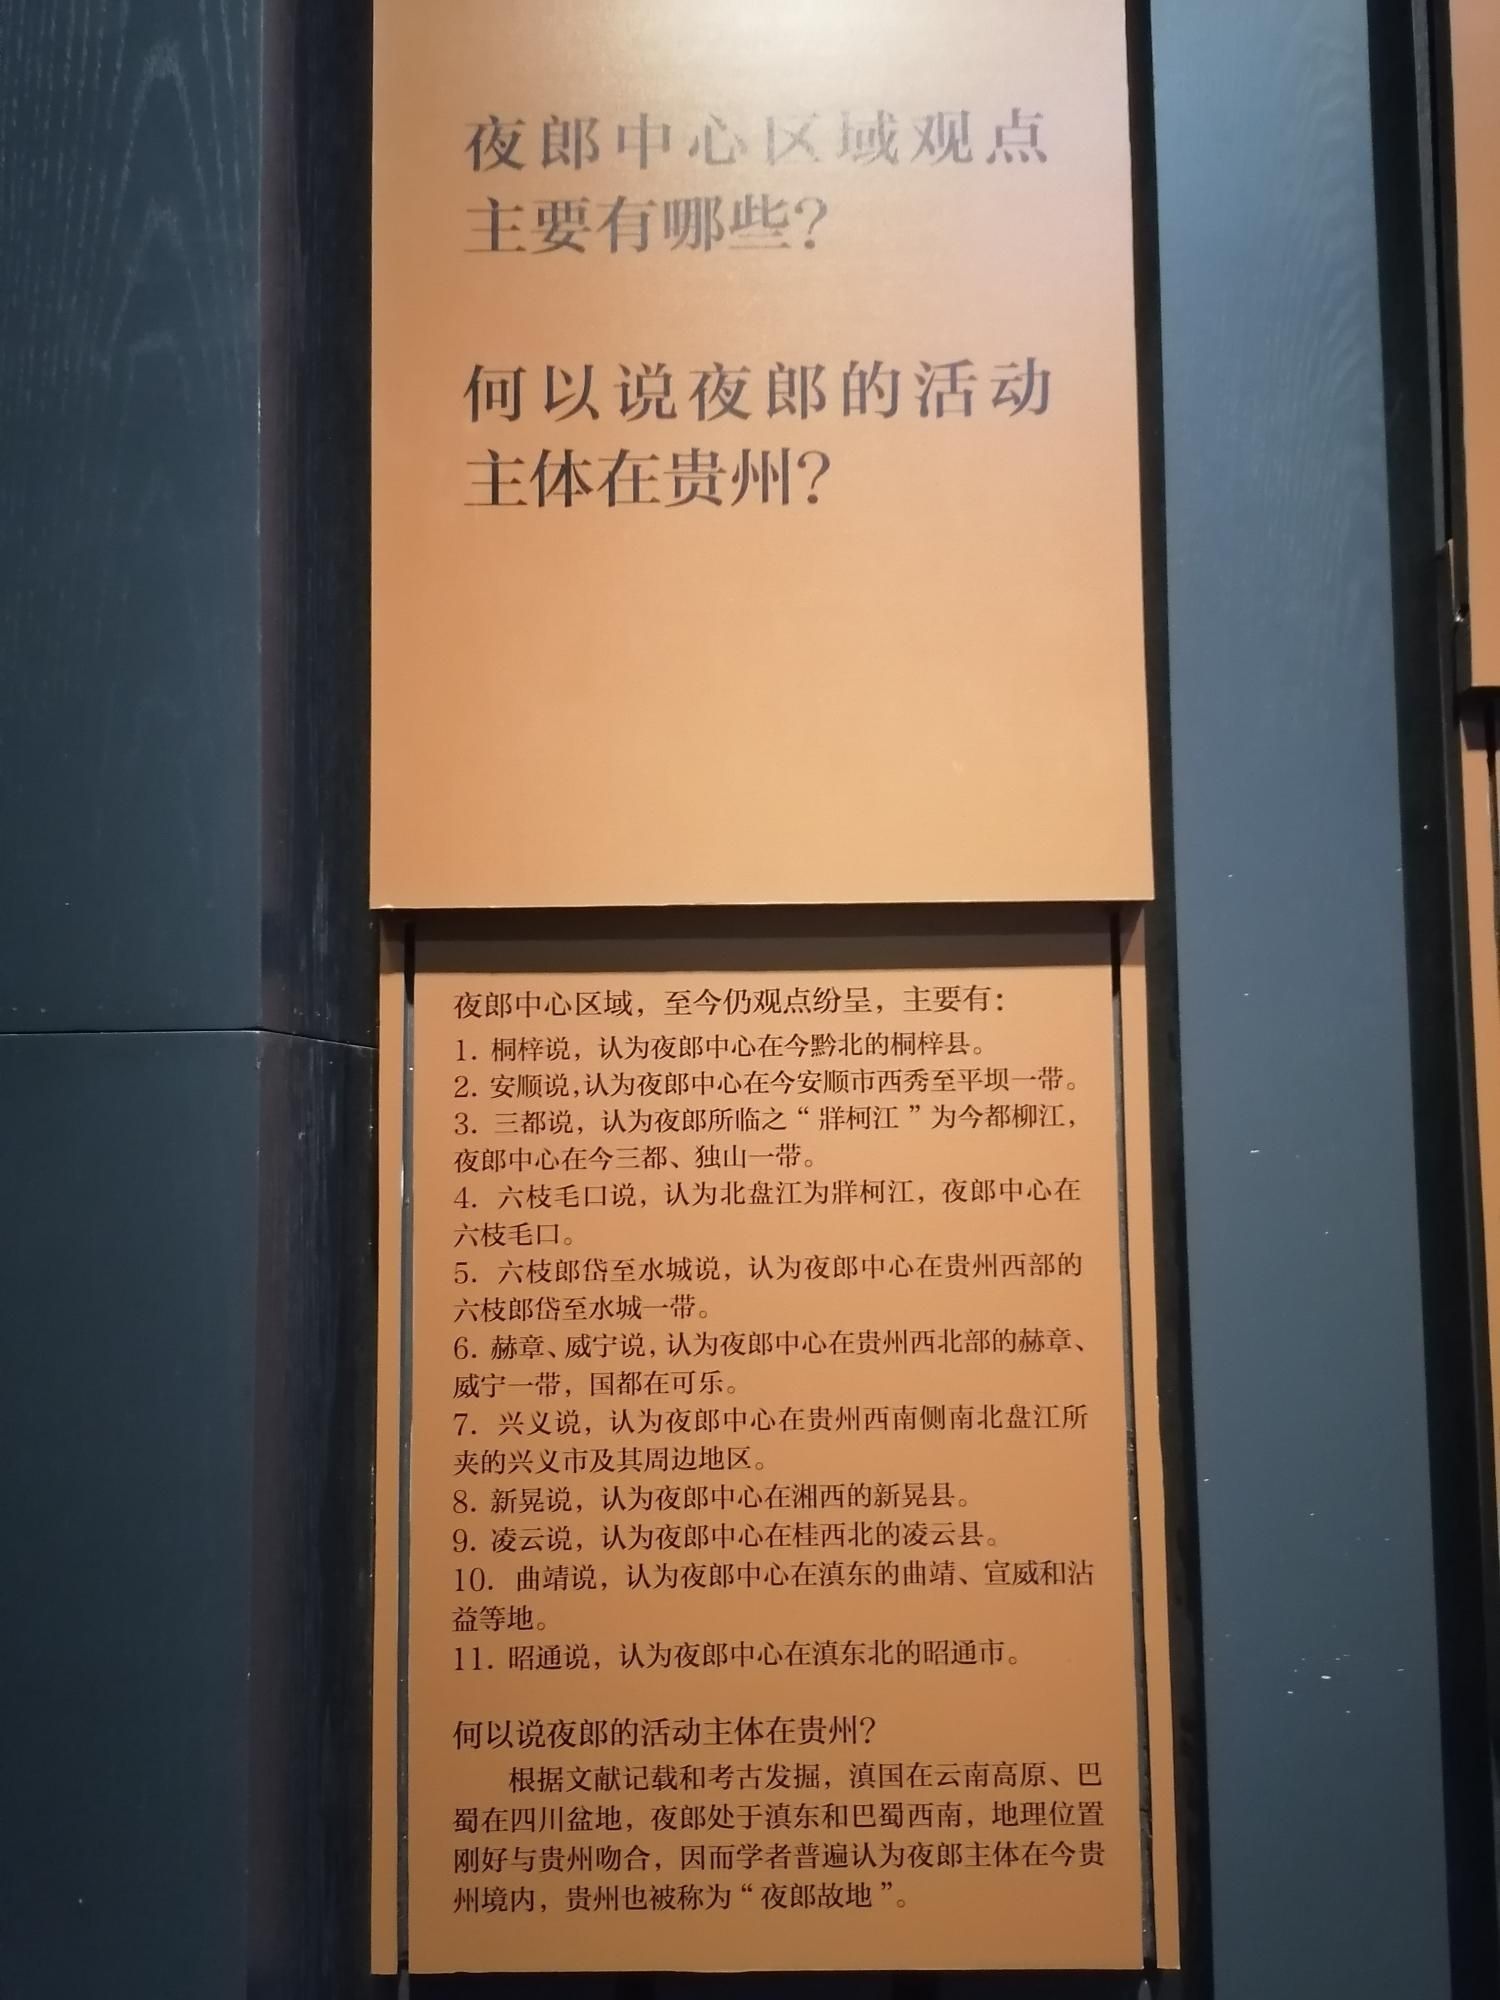 夜郎中心区域观点
主要有哪些？
何以说夜郎的活动
主体在贵州？
夜郎中心区域，至今仍观点纷呈，主要有：
1. 桐梓说，认为夜郎中心在今黔北的桐梓县。
2. 安顺说，认为夜郎中心在今安顺市西秀至平坝一带。
3. 三都说，认为夜郎所临之“牂柯江”为今都柳江，
夜郎中心在今三都、独山一带。
4. 六枝毛口说，认为北盘江为牂柯江，夜郎中心在
六枝毛口。
5. 六枝郎岱至水城说，认为夜郎中心在贵州西部的
六枝郎岱至水城一带。
6. 赫章、威宁说，认为夜郎中心在贵州西北部的赫章、
威宁一带，国都在可乐。
7. 兴义说，认为夜郎中心在贵州西南侧南北盘江所
夹的兴义市及其周边地区。
8. 新晃说，认为夜郎中心在湘西的新晃县。
9. 凌云说，认为夜郎中心在桂西北的凌云县。
10. 曲靖说，认为夜郎中心在滇东的曲靖、宣威和沾
益等地。
11. 昭通说，认为夜郎中心在滇东北的昭通市。
何以说夜郎的活动主体在贵州？
根据文献记载和考古发掘，滇国在云南高原、巴
蜀在四川盆地，夜郎处于滇东和巴蜀西南，地理位置
刚好与贵州吻合，因而学者普遍认为夜郎主体在今贵
州境内，贵州也被称为“夜郎故地”。